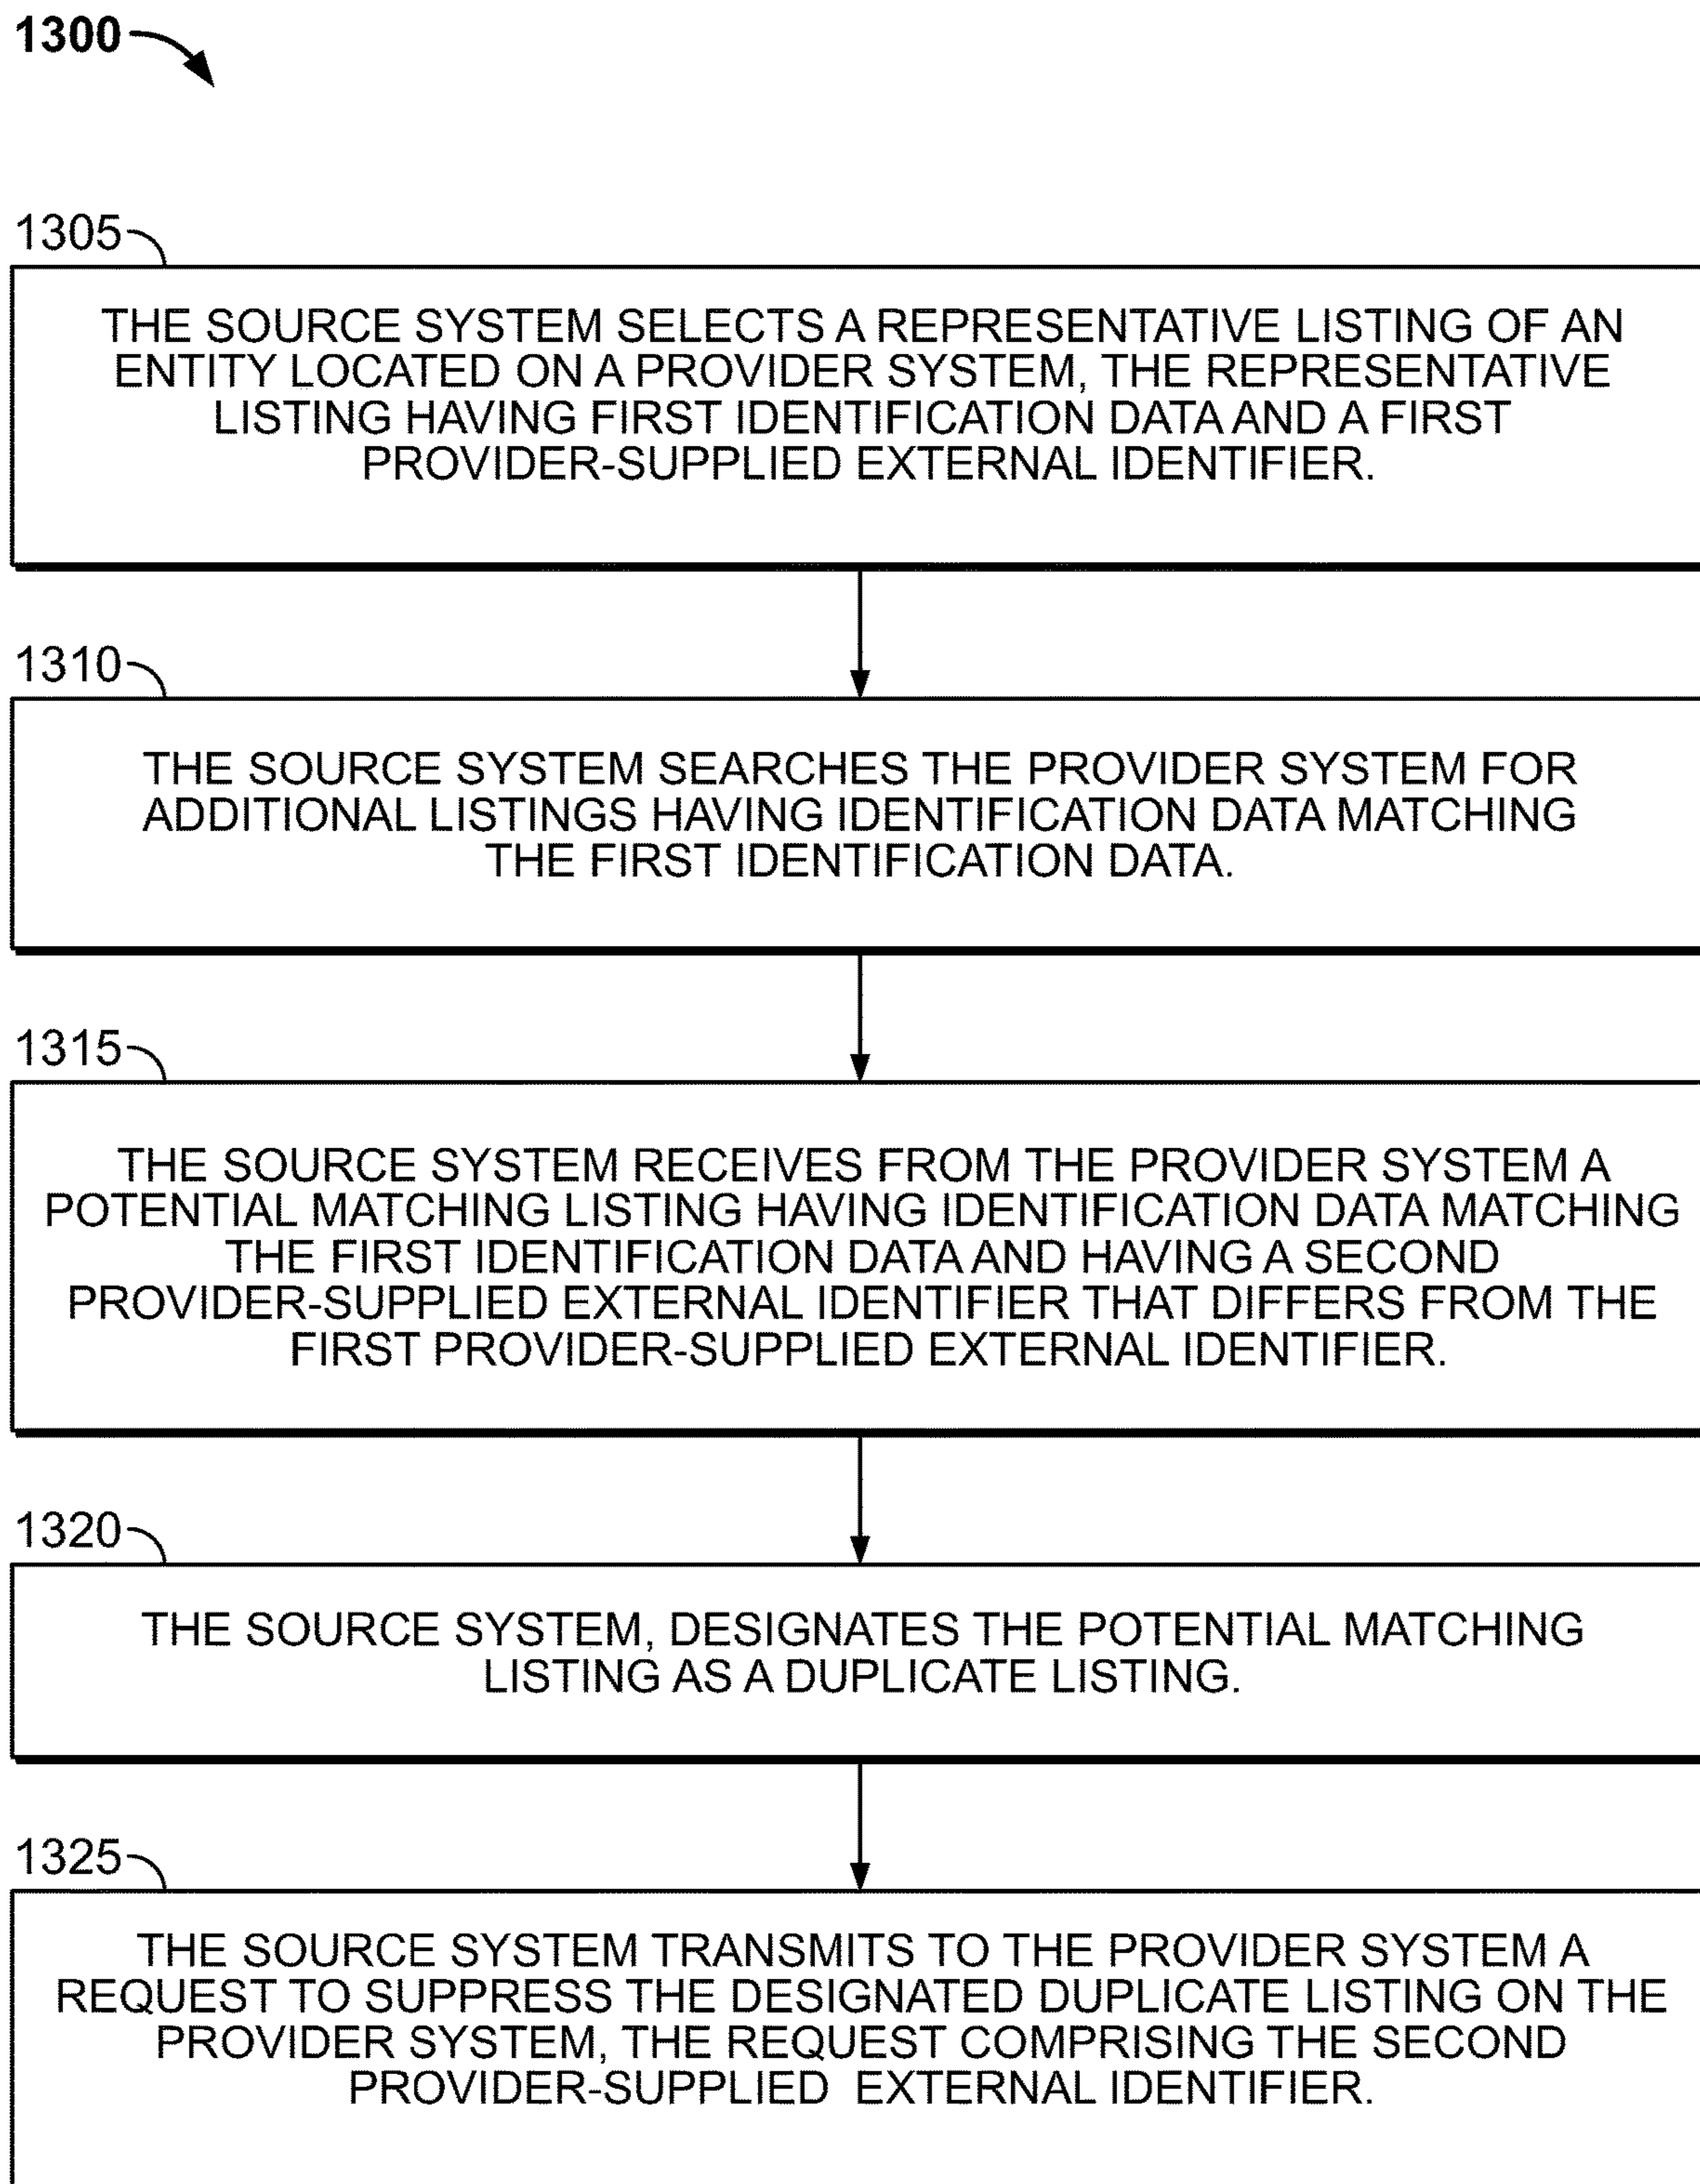 1300
1305
THE SOURCE SYSTEM SELECTS A REPRESENTATIVE LISTING OF AN
ENTITY LOCATED ON A PROVIDER SYSTEM, THE REPRESENTATIVE
LISTING HAVING FIRST IDENTIFICATION DATA AND A FIRST
PROVIDER-SUPPLIED EXTERNAL IDENTIFIER.
1310
THE SOURCE SYSTEM SEARCHES THE PROVIDER SYSTEM FOR
ADDITIONAL LISTINGS HAVING IDENTIFICATION DATA MATCHING
THE FIRST IDENTIFICATION DATA.
1315
THE SOURCE SYSTEM RECEIVES FROM THE PROVIDER SYSTEM A
POTENTIAL MATCHING LISTING HAVING IDENTIFICATION DATA MATCHING
THE FIRST IDENTIFICATION DATA AND HAVING A SECOND
PROVIDER-SUPPLIED EXTERNAL IDENTIFIER THAT DIFFERS FROM THE
FIRST PROVIDER-SUPPLIED EXTERNAL IDENTIFIER.
1320
THE SOURCE SYSTEM, DESIGNATES THE POTENTIAL MATCHING
LISTING AS A DUPLICATE LISTING.
1325
THE SOURCE SYSTEM TRANSMITS TO THE PROVIDER SYSTEM A
REQUEST TO SUPPRESS THE DESIGNATED DUPLICATE LISTING ON THE
PROVIDER SYSTEM, THE REQUEST COMPRISING THE SECOND
PROVIDER-SUPPLIED EXTERNAL IDENTIFIER.